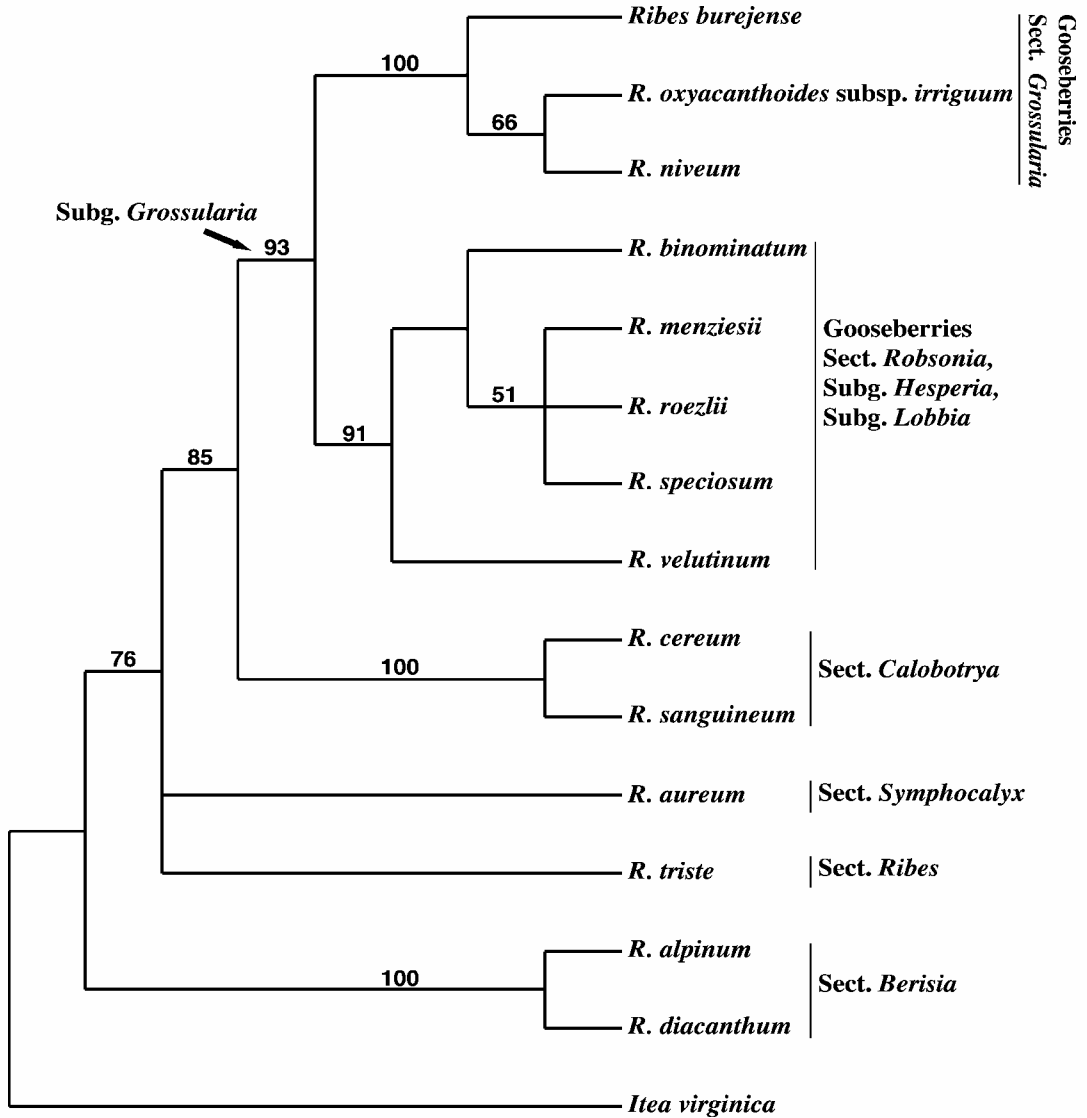 Ribes burejense
100
R. oxyacanthoides subsp. irriguum
66
R. niveum
Gooseberries
Sect. Grossularia
Subg. Grossularia
93
R. binominatum
R. menziesii
Gooseberries
Sect. Robsonia,
Subg. Hesperia,
Subg. Lobbia
51
R. roezlii
91
85
R. speciosum
R. velutinum
R. cereum
76
100
Sect. Calobotrya
R. sanguineum
R. aureum
Sect. Symphocalyx
R. triste
Sect. Ribes
R. alpinum
100
Sect. Berisia
R. diacanthum
Itea virginica